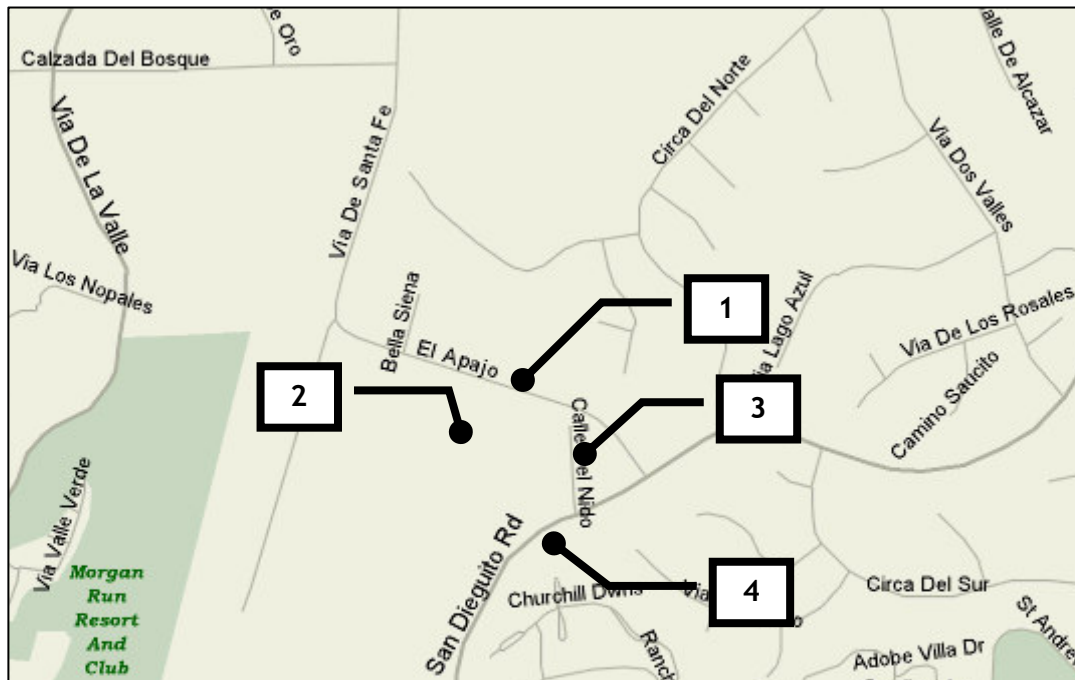 e Oro
Calzada Del Bosque
Via De La Valle
Via De Santa Fe
Circa Del Norte
alle De Alcazar
Via Dos Valles
Via Los Nopales
Bella Siena
El Apajo
1
ia Lago Azul
Via De Los Rosales
2
3
Calle
el Nido
Camino Saucito
Via Valle Verde
San Dieguito Rd
Morgan
Run
Resort
And
Club
4
Churchill Dwns
Via
o
Circa Del Sur
Ranch
Adobe Villa Dr
St Andrew